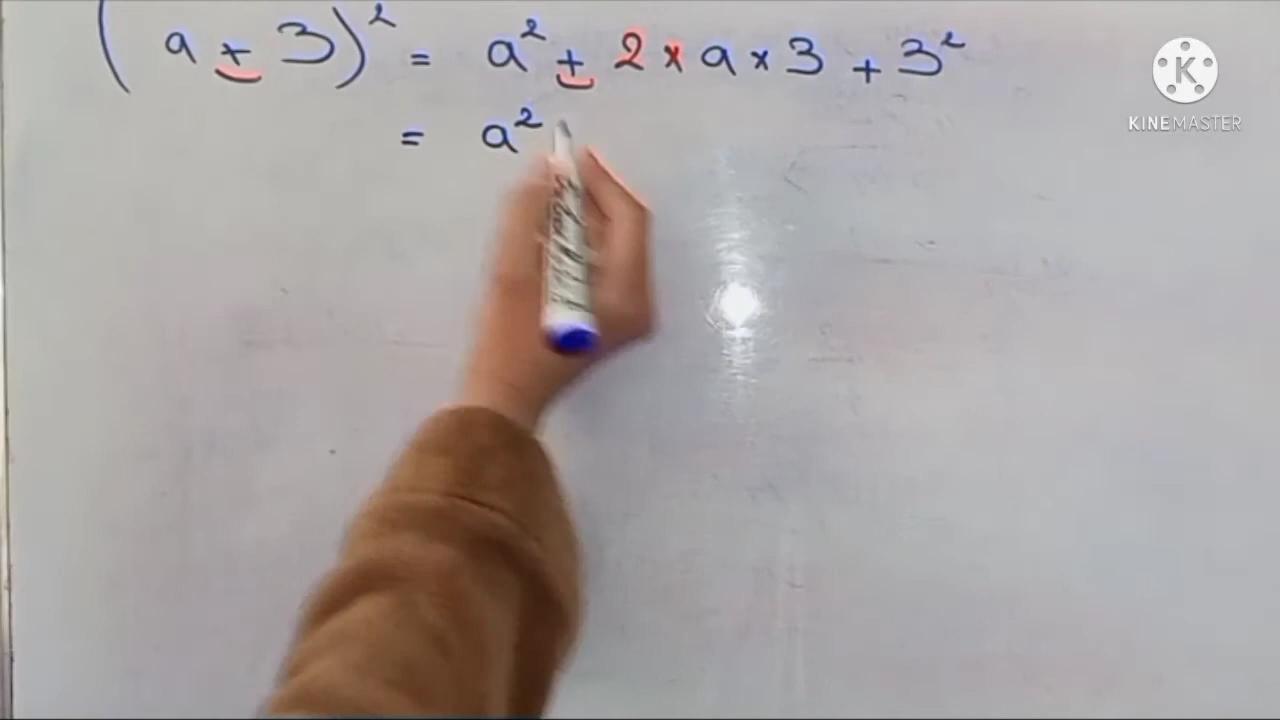 (a + 3)² = a² + 2 × a × 3 + 3²
= a²
K
KINEMASTER